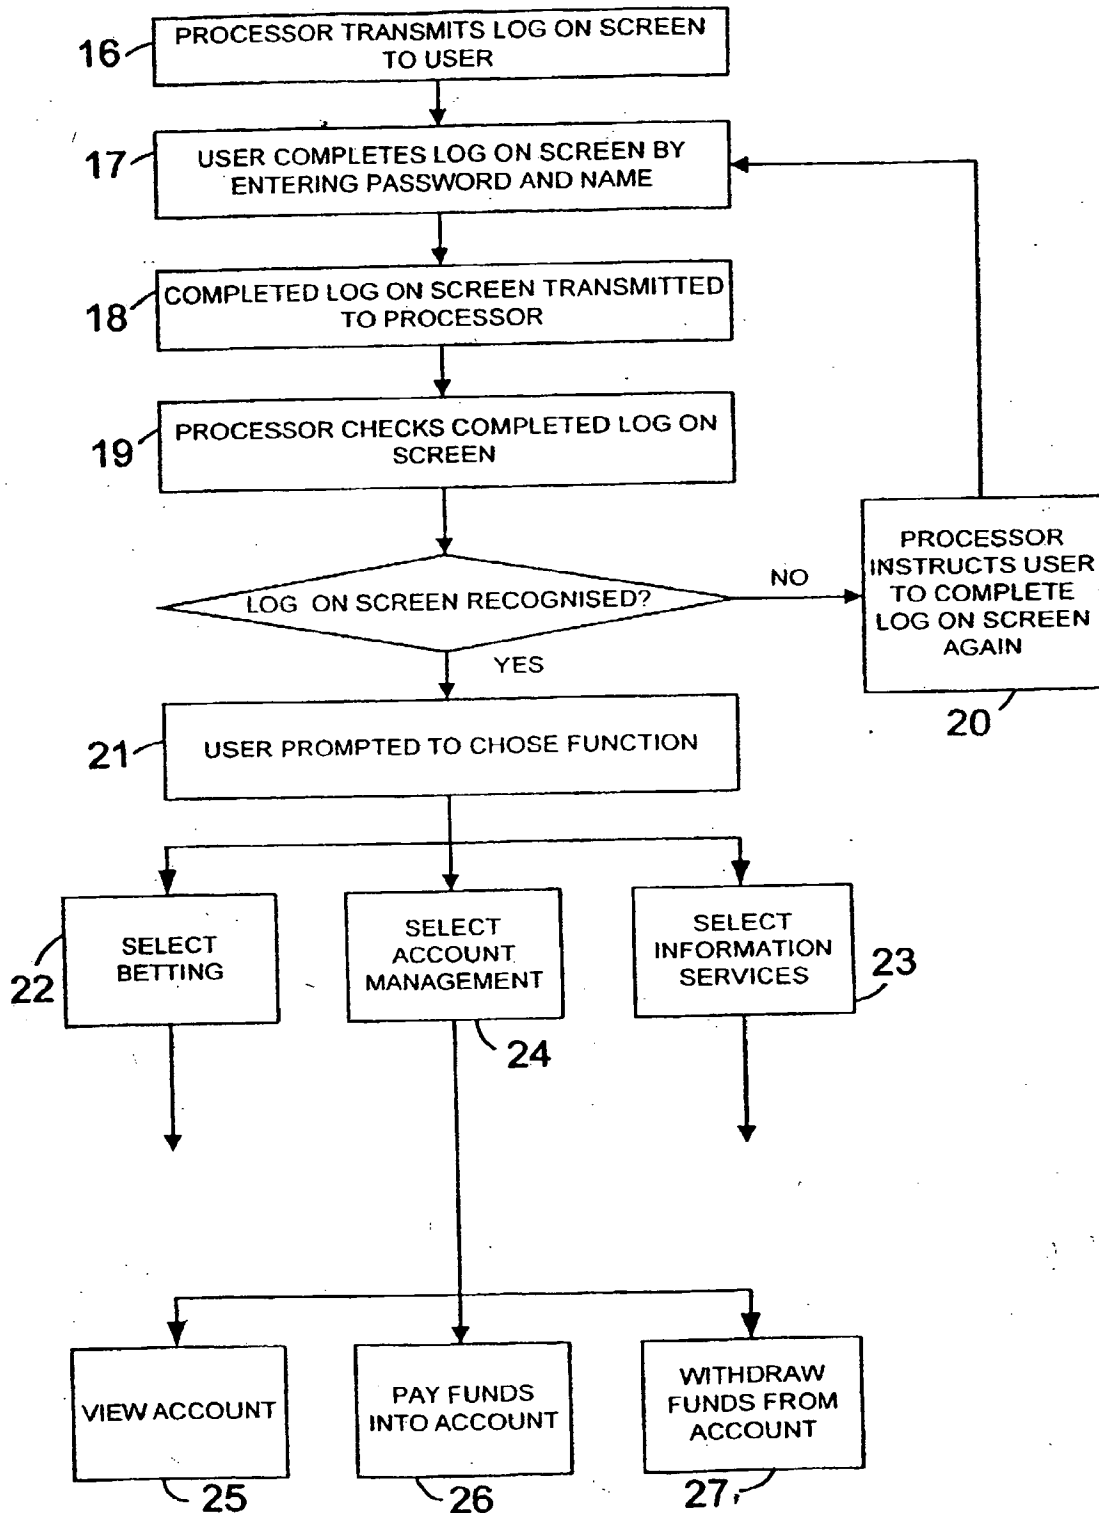 16
PROCESSOR TRANSMITS LOG ON SCREEN
TO USER
17
USER COMPLETES LOG ON SCREEN BY
ENTERING PASSWORD AND NAME
18
COMPLETED LOG ON SCREEN TRANSMITTED
TO PROCESSOR
19
PROCESSOR CHECKS COMPLETED LOG ON
SCREEN
LOG ON SCREEN RECOGNISED?
NO
PROCESSOR
INSTRUCTS USER
TO COMPLETE
LOG ON SCREEN
AGAIN
20
YES
21
USER PROMPTED TO CHOSE FUNCTION
22
SELECT
BETTING
SELECT
ACCOUNT
MANAGEMENT
24
SELECT
INFORMATION
SERVICES
23
VIEW ACCOUNT
25
PAY FUNDS
INTO ACCOUNT
26
WITHDRAW
FUNDS FROM
ACCOUNT
27